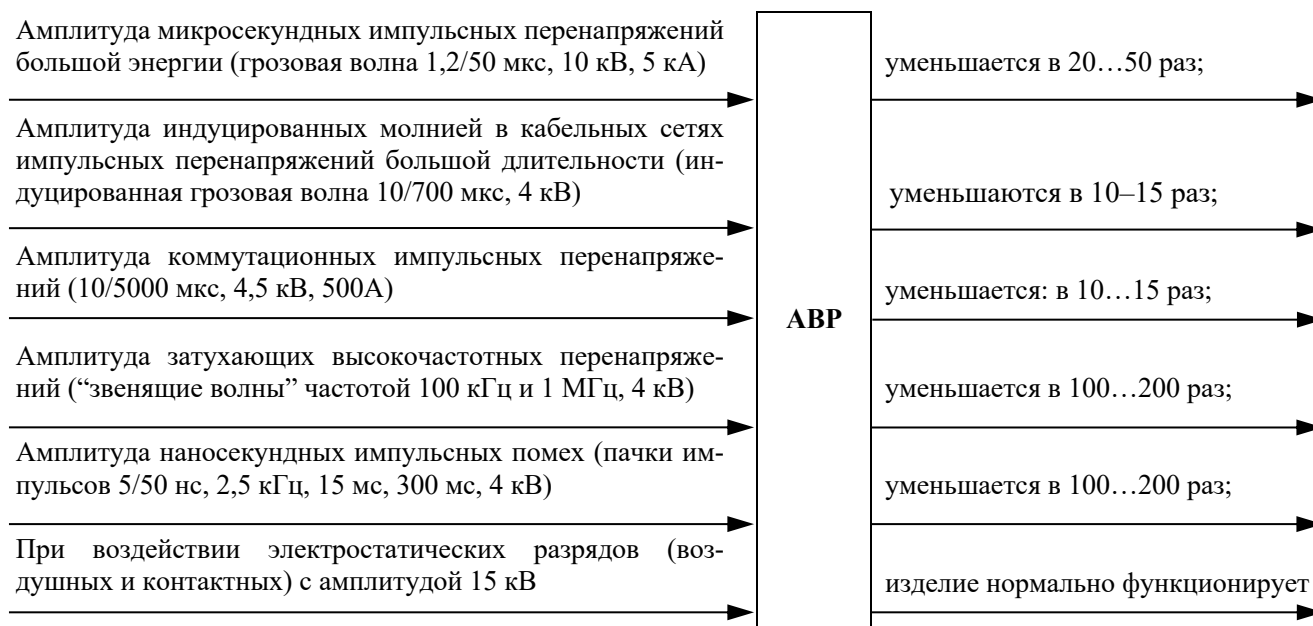 Амплитуда микросекундных импульсных перенапряжений
большой энергии (грозовая волна 1,2/50 мкс, 10 кВ, 5 кА)
уменьшается в 20…50 раз;
Амплитуда индуцированных молнией в кабельных сетях
импульсных перенапряжений большой длительности (ин-
дуцированная грозовая волна 10/700 мкс, 4 кВ)
уменьшаются в 10–15 раз;
Амплитуда коммутационных импульсных перенапряже-
ний (10/5000 мкс, 4,5 кВ, 500А)
уменьшается: в 10…15 раз;
АВР
Амплитуда затухающих высокочастотных перенапряже-
ний (“звенящие волны” частотой 100 кГц и 1 МГц, 4 кВ)
уменьшается в 100…200 раз;
Амплитуда наносекундных импульсных помех (пачки им-
пульсов 5/50 нс, 2,5 кГц, 15 мс, 300 мс, 4 кВ)
уменьшается в 100…200 раз;
При воздействии электростатических разрядов (воз-
душных и контактных) с амплитудой 15 кВ
изделие нормально функционирует